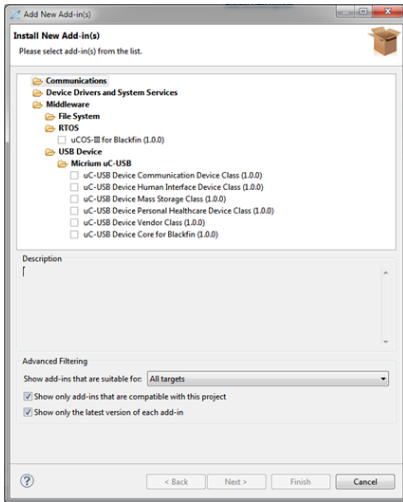 Add New Add-in(s)
Install New Add-in(s)
Please select add-in(s) from the list.
Communications
Device Drivers and System Services
Middleware
File System
RTOS
uCOS-III for Blackfin (1.0.0)
USB Device
Micrium uC-USB
uC-USB Device Communication Device Class (1.0.0)
uC-USB Device Human Interface Device Class (1.0.0)
uC-USB Device Mass Storage Class (1.0.0)
uC-USB Device Personal Healthcare Device Class (1.0.0)
uC-USB Device Vendor Class (1.0.0)
uC-USB Device Core for Blackfin (1.0.0)
Description
Advanced Filtering
Show add-ins that are suitable for: All targets
Show only add-ins that are compatible with this project
Show only the latest version of each add-in
? < Back Next > Finish Cancel